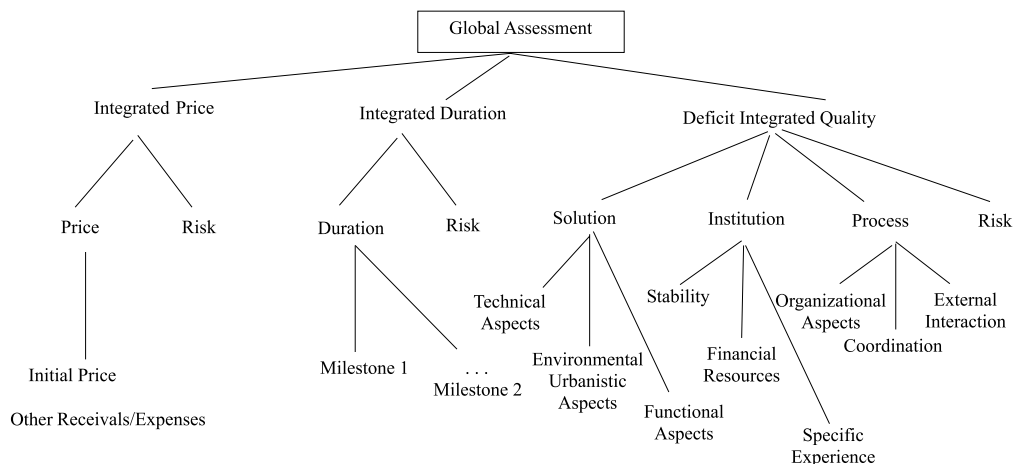 Global Assessment
Integrated Price
Integrated Duration
Deficit Integrated Quality
Price
Risk
Duration
Risk
Solution
Institution
Process
Risk
Technical
Aspects
Environmental
Urbanistic
Aspects
Functional
Aspects
Stability
Financial
Resources
Specific
Experience
Organizational
Aspects
Coordination
External
Interaction
Initial Price
Other Receivals/Expenses
Milestone 1
. . .
Milestone 2